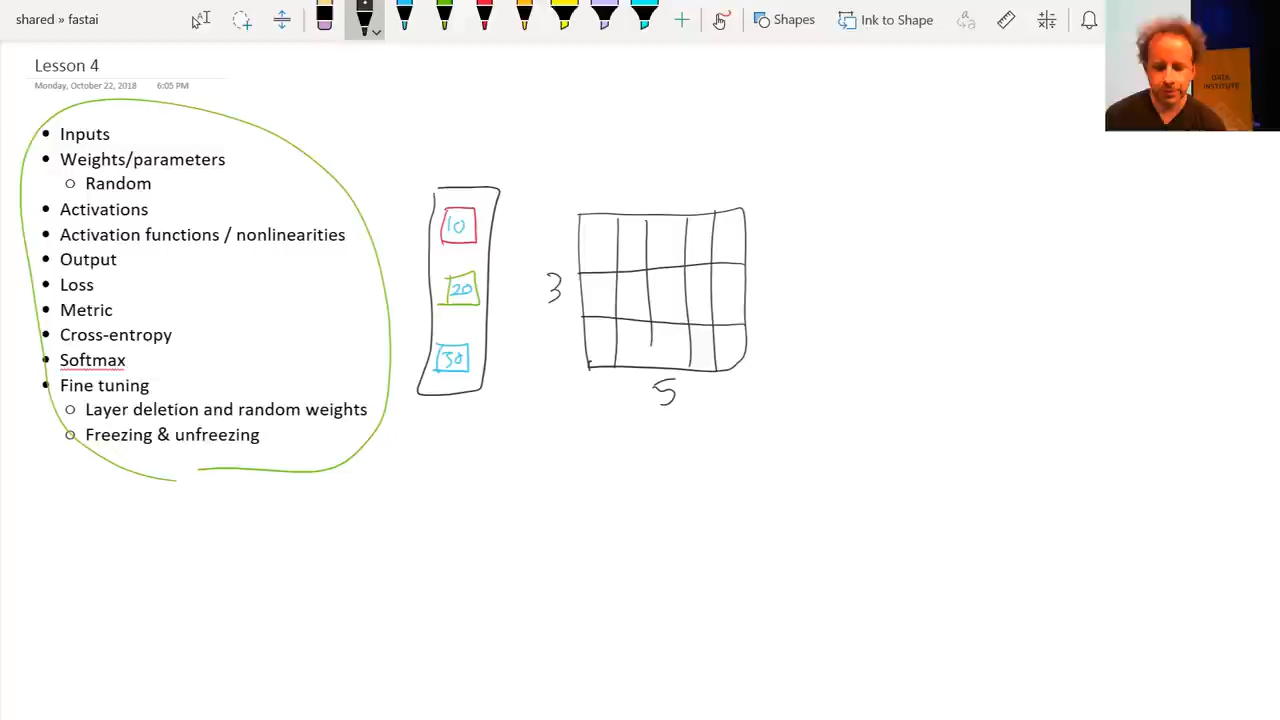 shared » fastai
Shapes
Ink to Shape
Lesson 4
Monday, October 22, 2018 6:05 PM
• Inputs
• Weights/parameters
○ Random
• Activations
• Activation functions / nonlinearities
• Output
• Loss
• Metric
• Cross-entropy
• Softmax
• Fine tuning
○ Layer deletion and random weights
○ Freezing & unfreezing
10
20
30
3
5
DATA
INSTITUTE